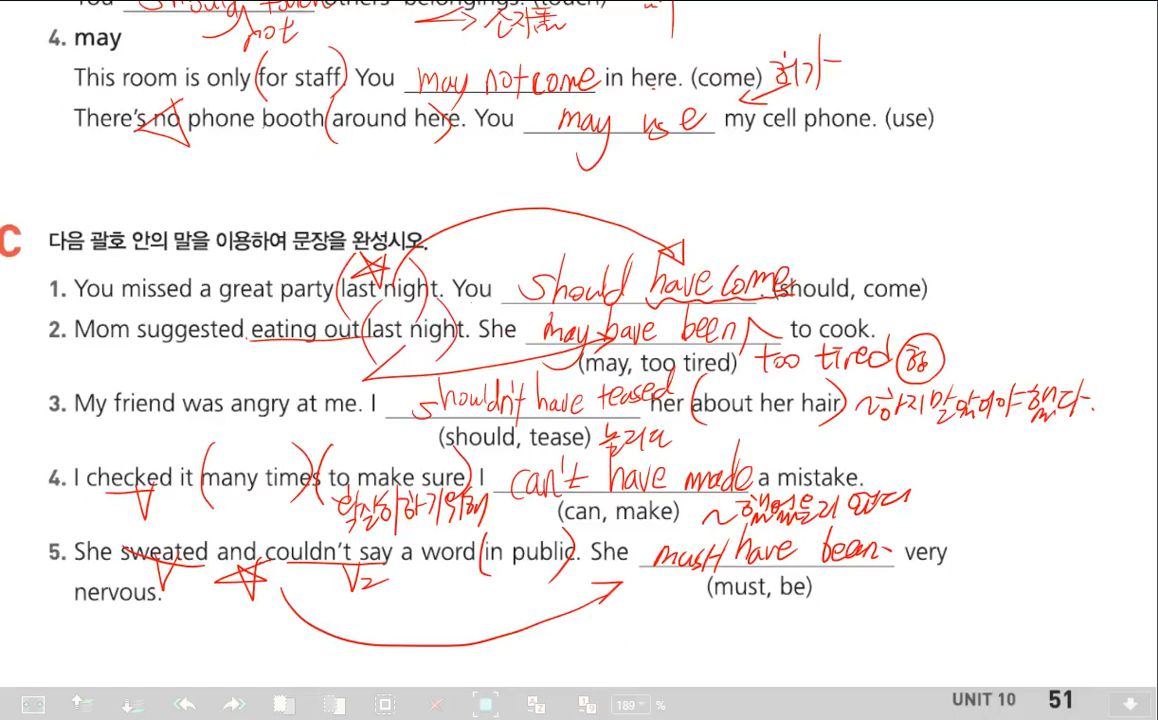 not 소지품
4. may
This room is only (for staff). You may not come in here. (come) 허가
There's no phone booth (around here). You may use my cell phone. (use)
C 다음 괄호 안의 말을 이용하여 문장을 완성시오.
1. You missed a great party (last night). You should have come. (should, come)
2. Mom suggested eating out (last night). She may have been to cook.
(may, too tired) too tired 형
3. My friend was angry at me. I shouldn't have teased her (about her hair) ~하지말았어야 했다.
(should, tease) 놀리다
4. I checked it (many times) (to make sure). I can't have made a mistake.
V 확실히하기위해 (can, make) ~했었을리 없다
5. She sweated and couldn't say a word (in public). She must have been very
V V2
nervous. (must, be)
189 %
UNIT 10 51